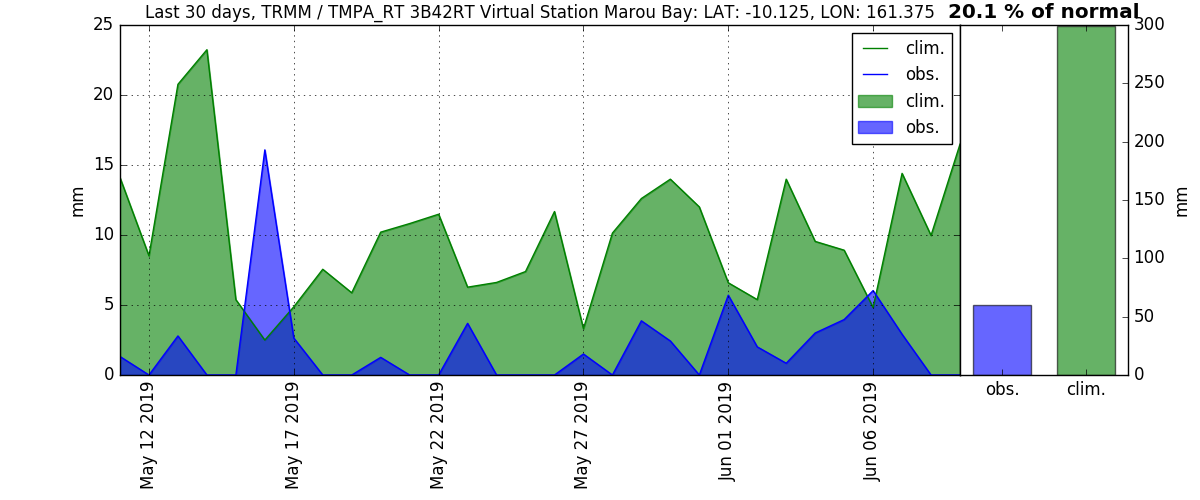 Last 30 days, TRMM / TMPA_RT 3B42RT Virtual Station Marou Bay: LAT: -10.125, LON: 161.375 20.1 % of normal
25
20
15
10
5
0
mm
clim.
obs.
clim.
obs.
May 12 2019
May 17 2019
May 22 2019
May 27 2019
Jun 01 2019
Jun 06 2019
300
250
200
150
100
50
0
mm
obs. clim.